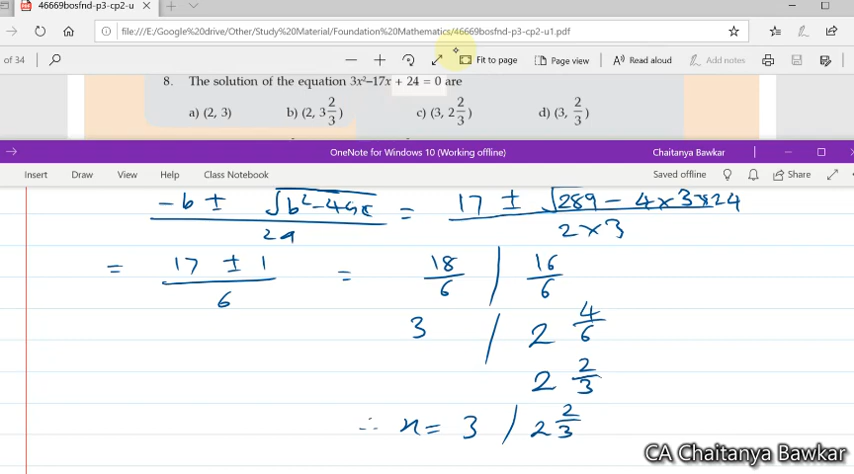 46669bosfnd-p3-cp2-u1.pdf
file:///E:/Google%20drive/Other/Study%20Material/Foundation%20Mathematics/46669bosfnd-p3-cp2-u1.pdf
of 34
Fit to page
Page view
Read aloud
Add notes
8. The solution of the equation 3x²–17x + 24 = 0 are
a) (2, 3) b) (2, 3 2/3) c) (3, 2 2/3) d) (3, 2/3)
OneNote for Windows 10 (Working offline)
Chaitanya Bawkar
Insert Draw View Help Class Notebook Saved offline Share
(-b ± √(b²-4ac))/2a = (17 ± √(289 - 4×3×24))/(2×3)
= (17 ± 1)/6 = 18/6 / 16/6
3 / 2 4/6
2 2/3
∴ x = 3 / 2 2/3
CA Chaitanya Bawkar